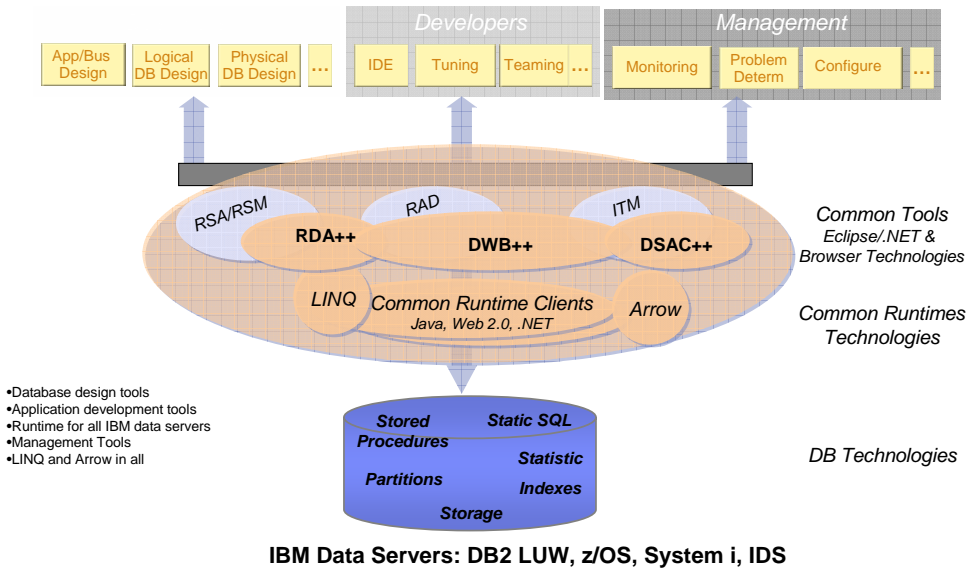 Developers
Management
App/Bus
Design
Logical
DB Design
Physical
DB Design
...
IDE
Tuning
Teaming
...
Monitoring
Problem
Determ
Configure
...
RSA/RSM
RAD
ITM
RDA++
DWB++
DSAC++
Common Tools
Eclipse/.NET &
Browser Technologies
LINQ
Common Runtime Clients
Java, Web 2.0, .NET
Arrow
Common Runtimes
Technologies
•Database design tools
•Application development tools
•Runtime for all IBM data servers
•Management Tools
•LINQ and Arrow in all
Stored
Procedures
Static SQL
Statistic
Partitions
Indexes
Storage
DB Technologies
IBM Data Servers: DB2 LUW, z/OS, System i, IDS